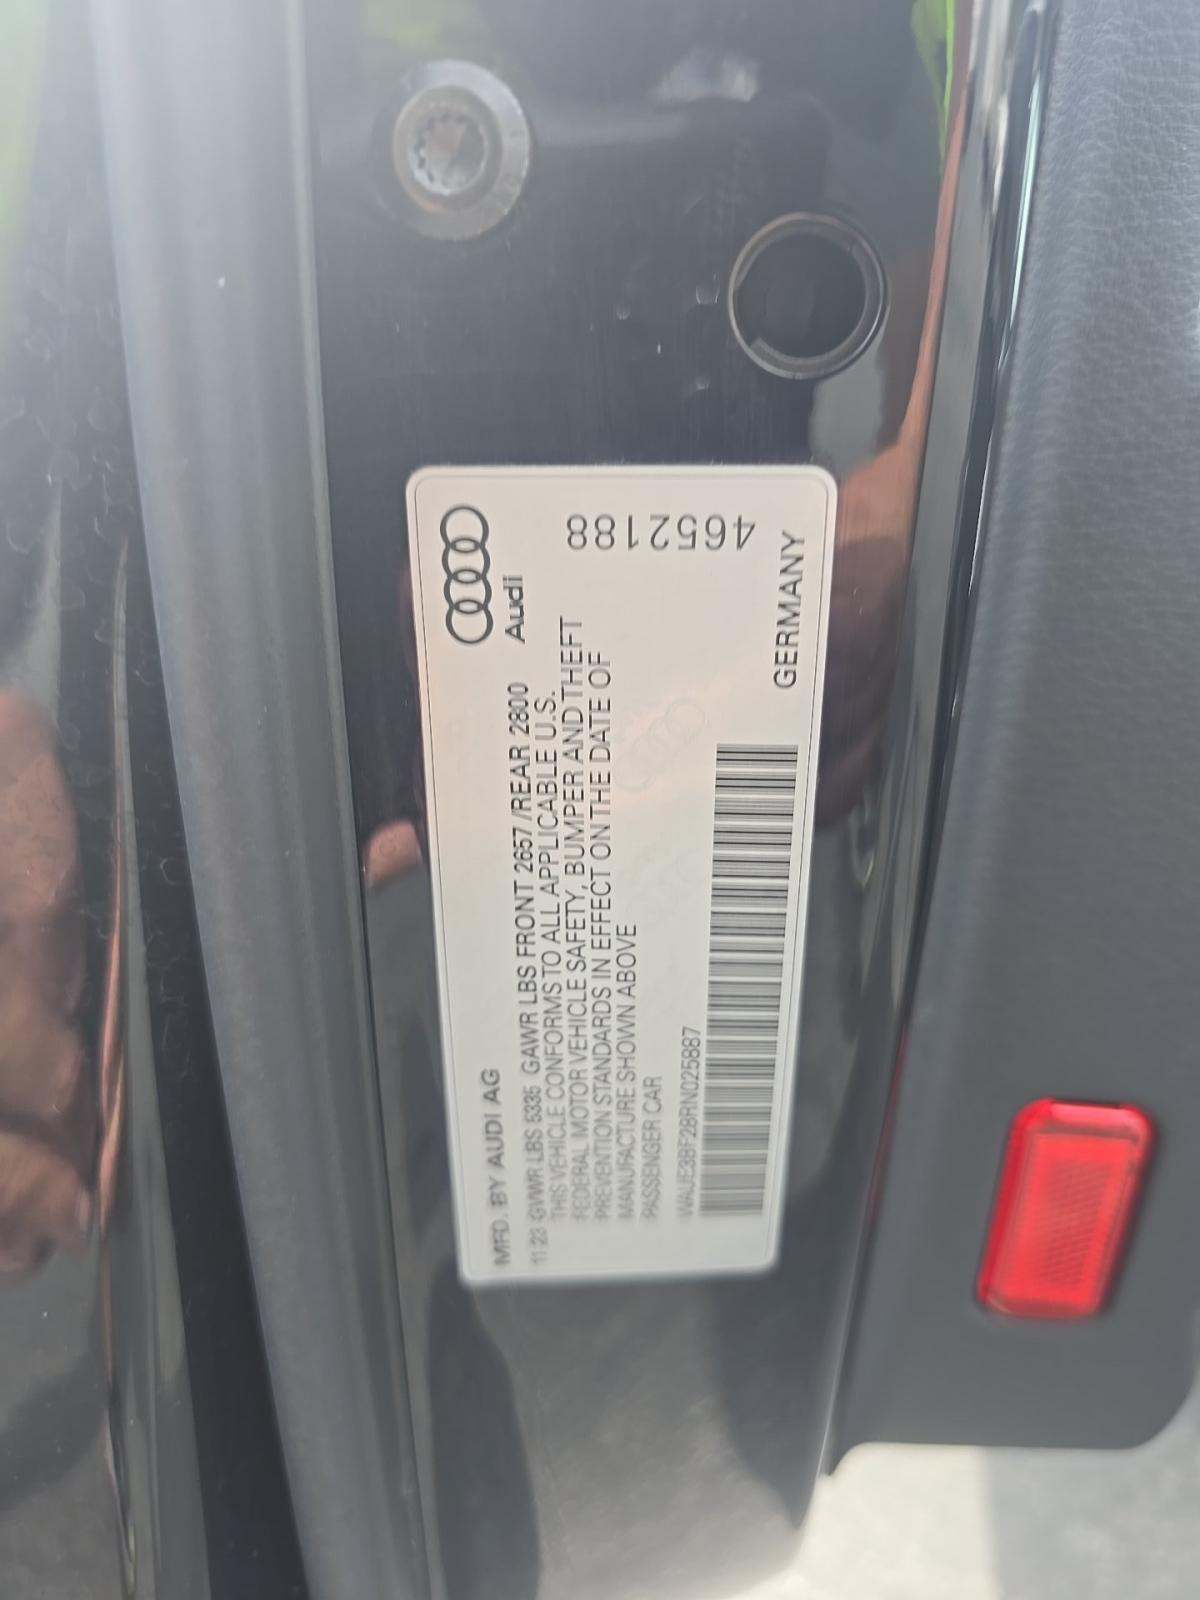 Audi
MFD. BY AUDI AG
11.23 GVWR LBS 5335 GAWR LBS FRONT 2657 /REAR 2800
THIS VEHICLE CONFORMS TO ALL APPLICABLE U.S.
FEDERAL MOTOR VEHICLE SAFETY, BUMPER AND THEFT
PREVENTION STANDARDS IN EFFECT ON THE DATE OF
MANUFACTURE SHOWN ABOVE
PASSENGER CAR
4652188
WAUE3BF28RN025887
GERMANY